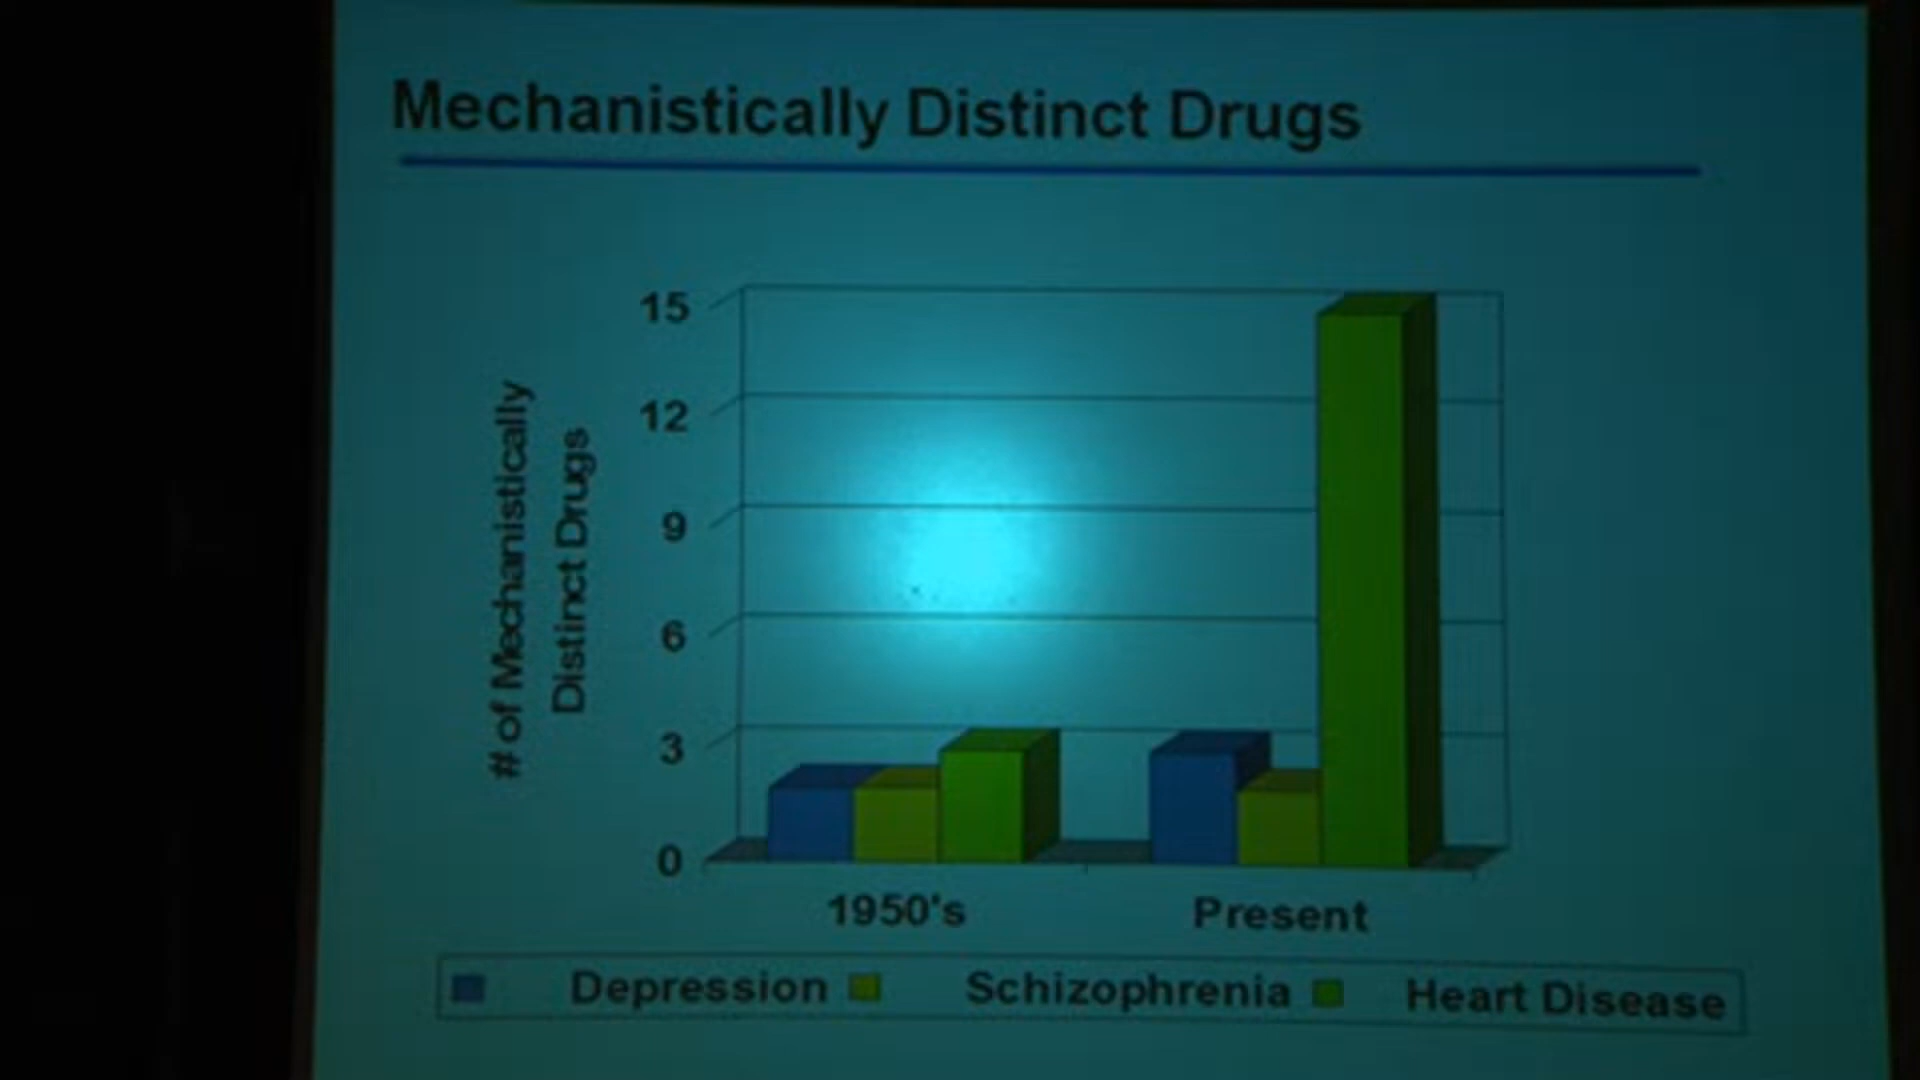 Mechanistically Distinct Drugs
# of Mechanistically
Distinct Drugs
15
12
9
6
3
0
1950's
Present
Depression
Schizophrenia
Heart Disease